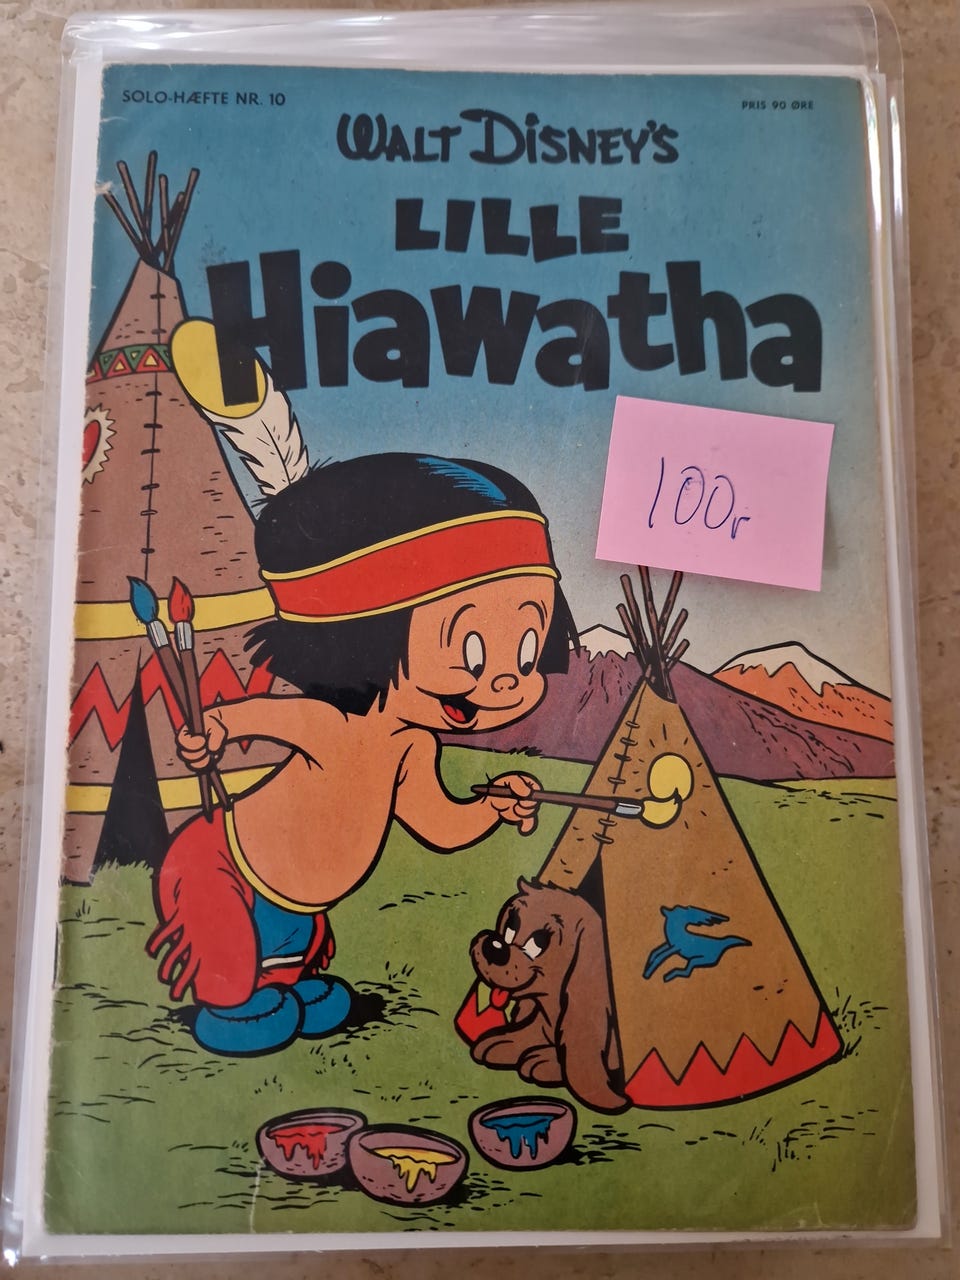 SOLO-HÆFTE NR. 10
PRIS 90 ØRE
WALT DISNEY'S
LILLE
Hiawatha
100r